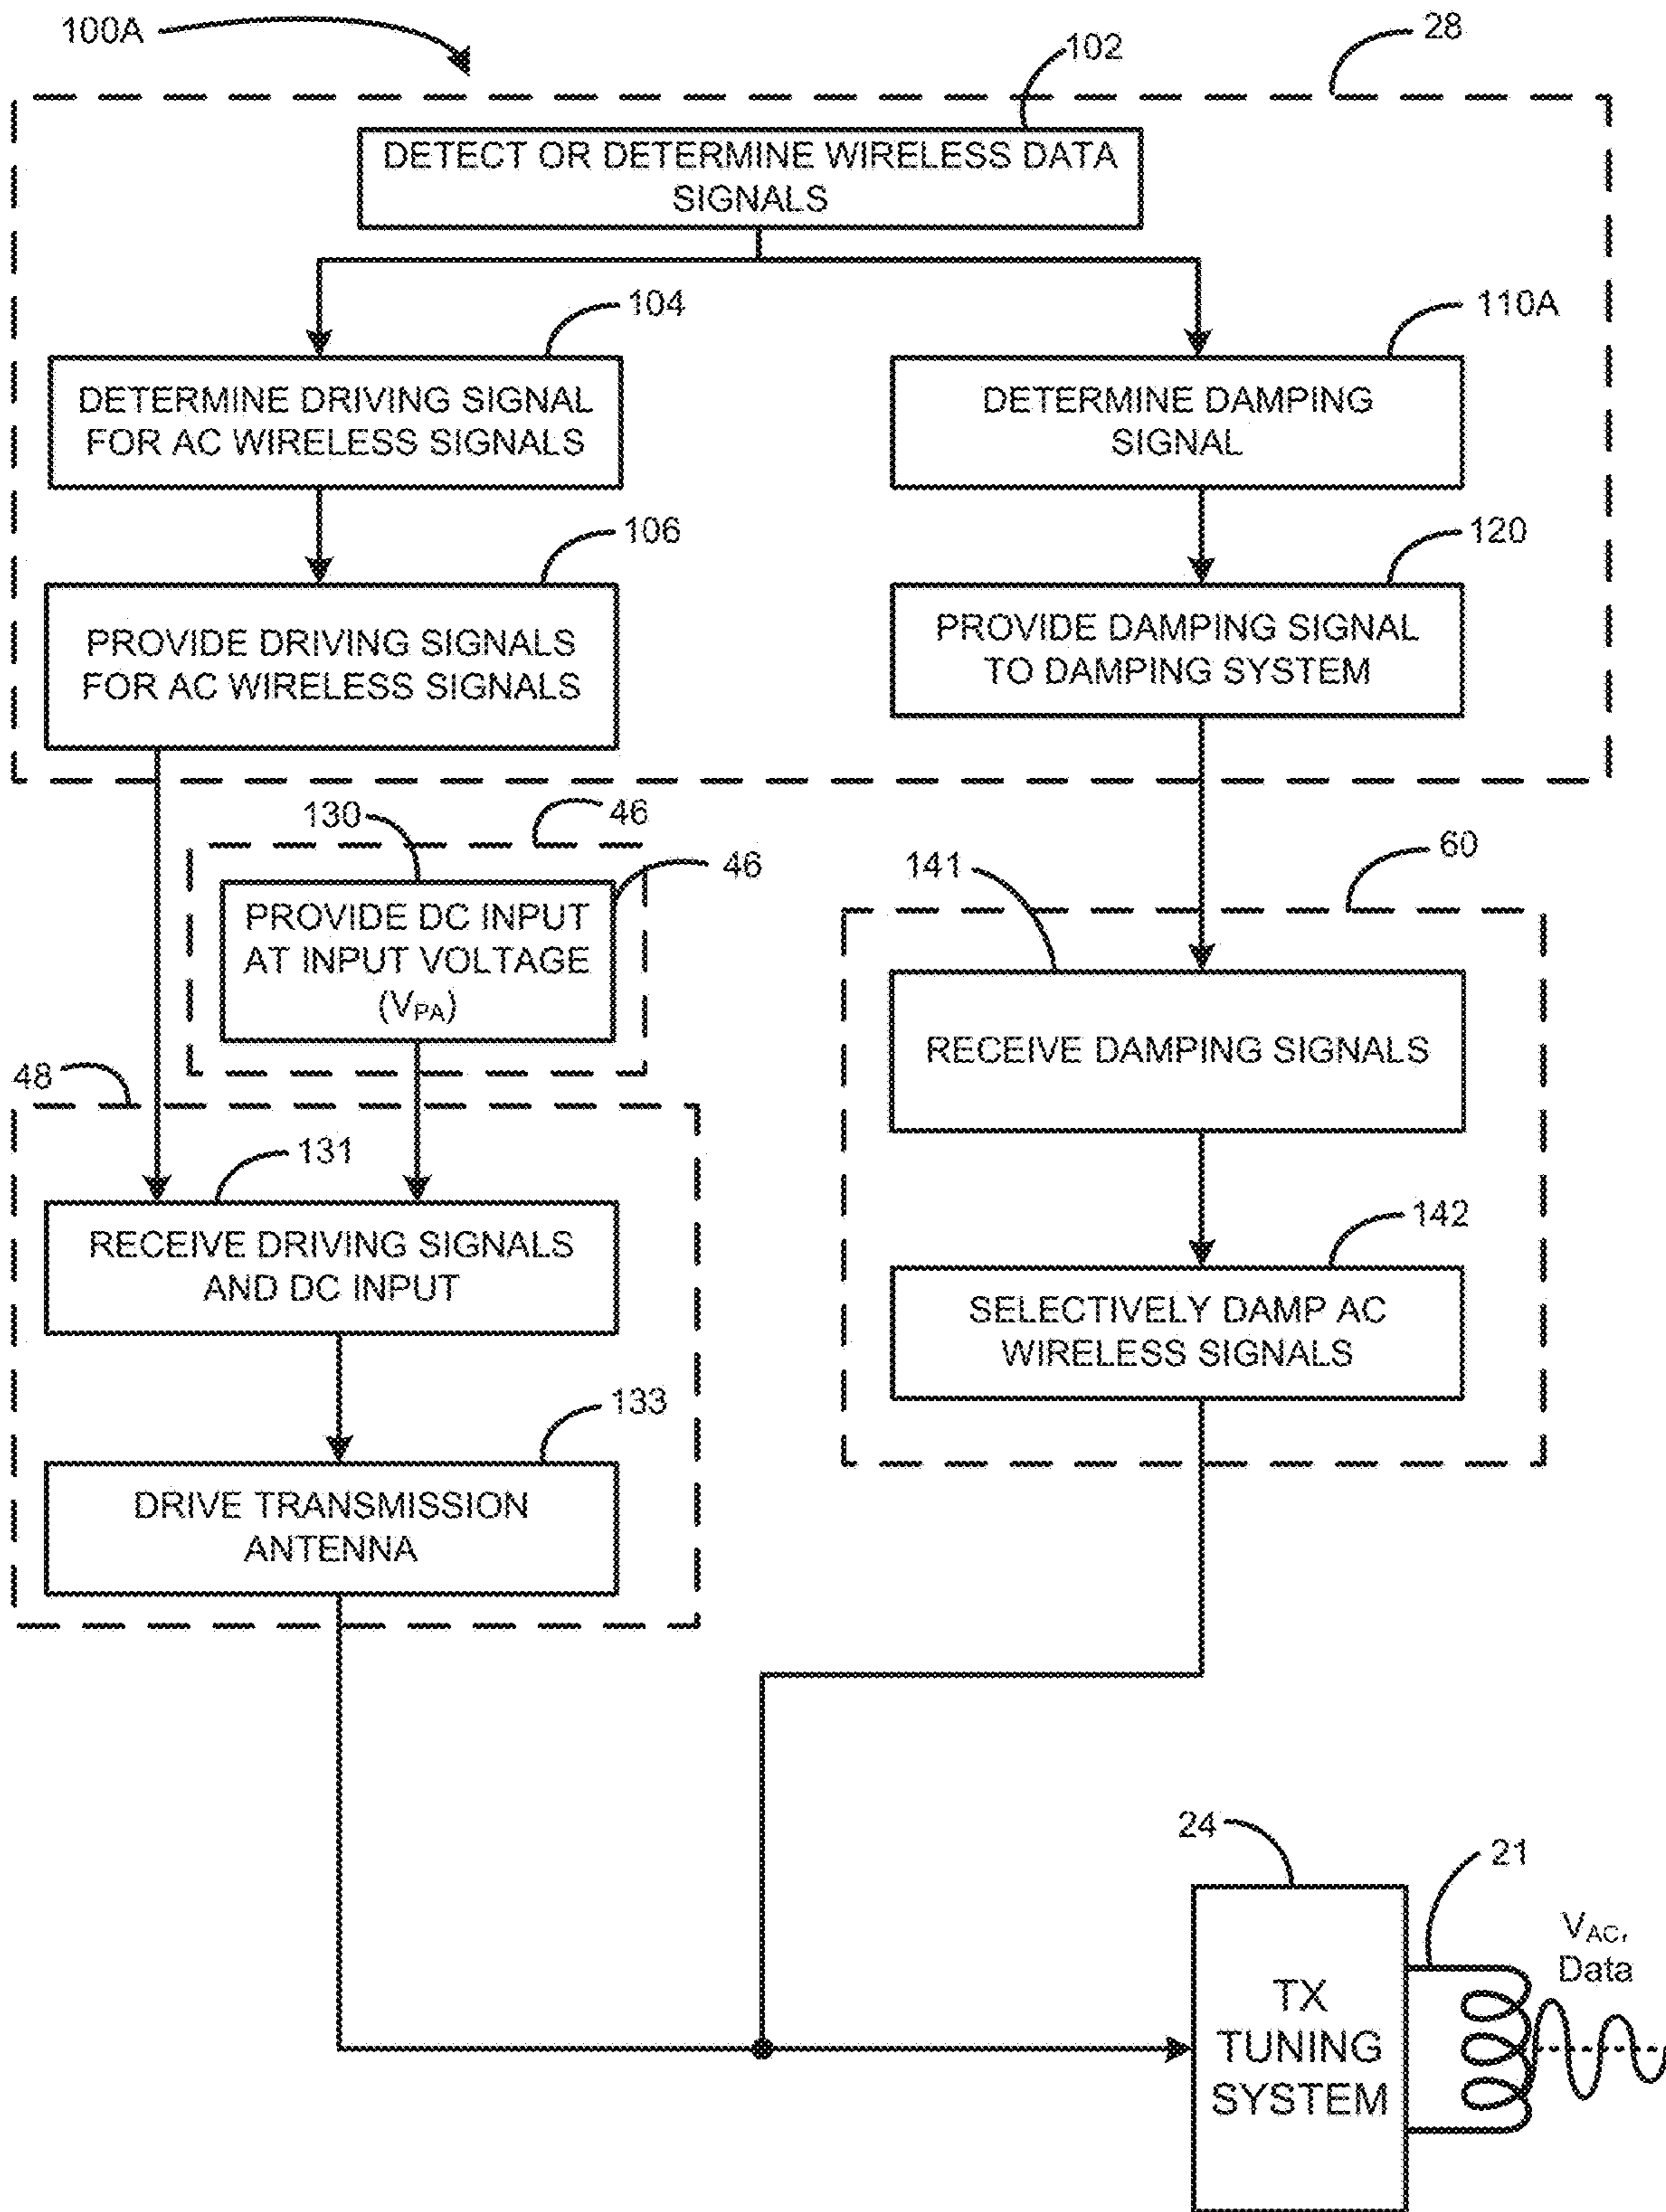 100A
28
102
DETECT OR DETERMINE WIRELESS DATA
SIGNALS
104
110A
DETERMINE DRIVING SIGNAL
FOR AC WIRELESS SIGNALS
DETERMINE DAMPING
SIGNAL
106
120
PROVIDE DRIVING SIGNALS
FOR AC WIRELESS SIGNALS
PROVIDE DAMPING SIGNAL
TO DAMPING SYSTEM
130
46
46
141
60
PROVIDE DC INPUT
AT INPUT VOLTAGE
(VPA)
RECEIVE DAMPING SIGNALS
48
131
RECEIVE DRIVING SIGNALS
AND DC INPUT
142
SELECTIVELY DAMP AC
WIRELESS SIGNALS
133
DRIVE TRANSMISSION
ANTENNA
24
21
VAC,
Data
TX
TUNING
SYSTEM